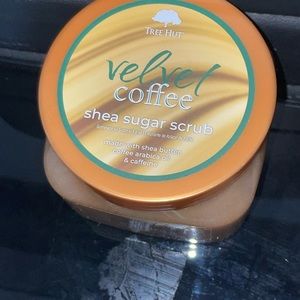 TREE HUT
velvet
coffee
shea sugar scrub
made with shea butter,
coffee arabica oil
& caffeine